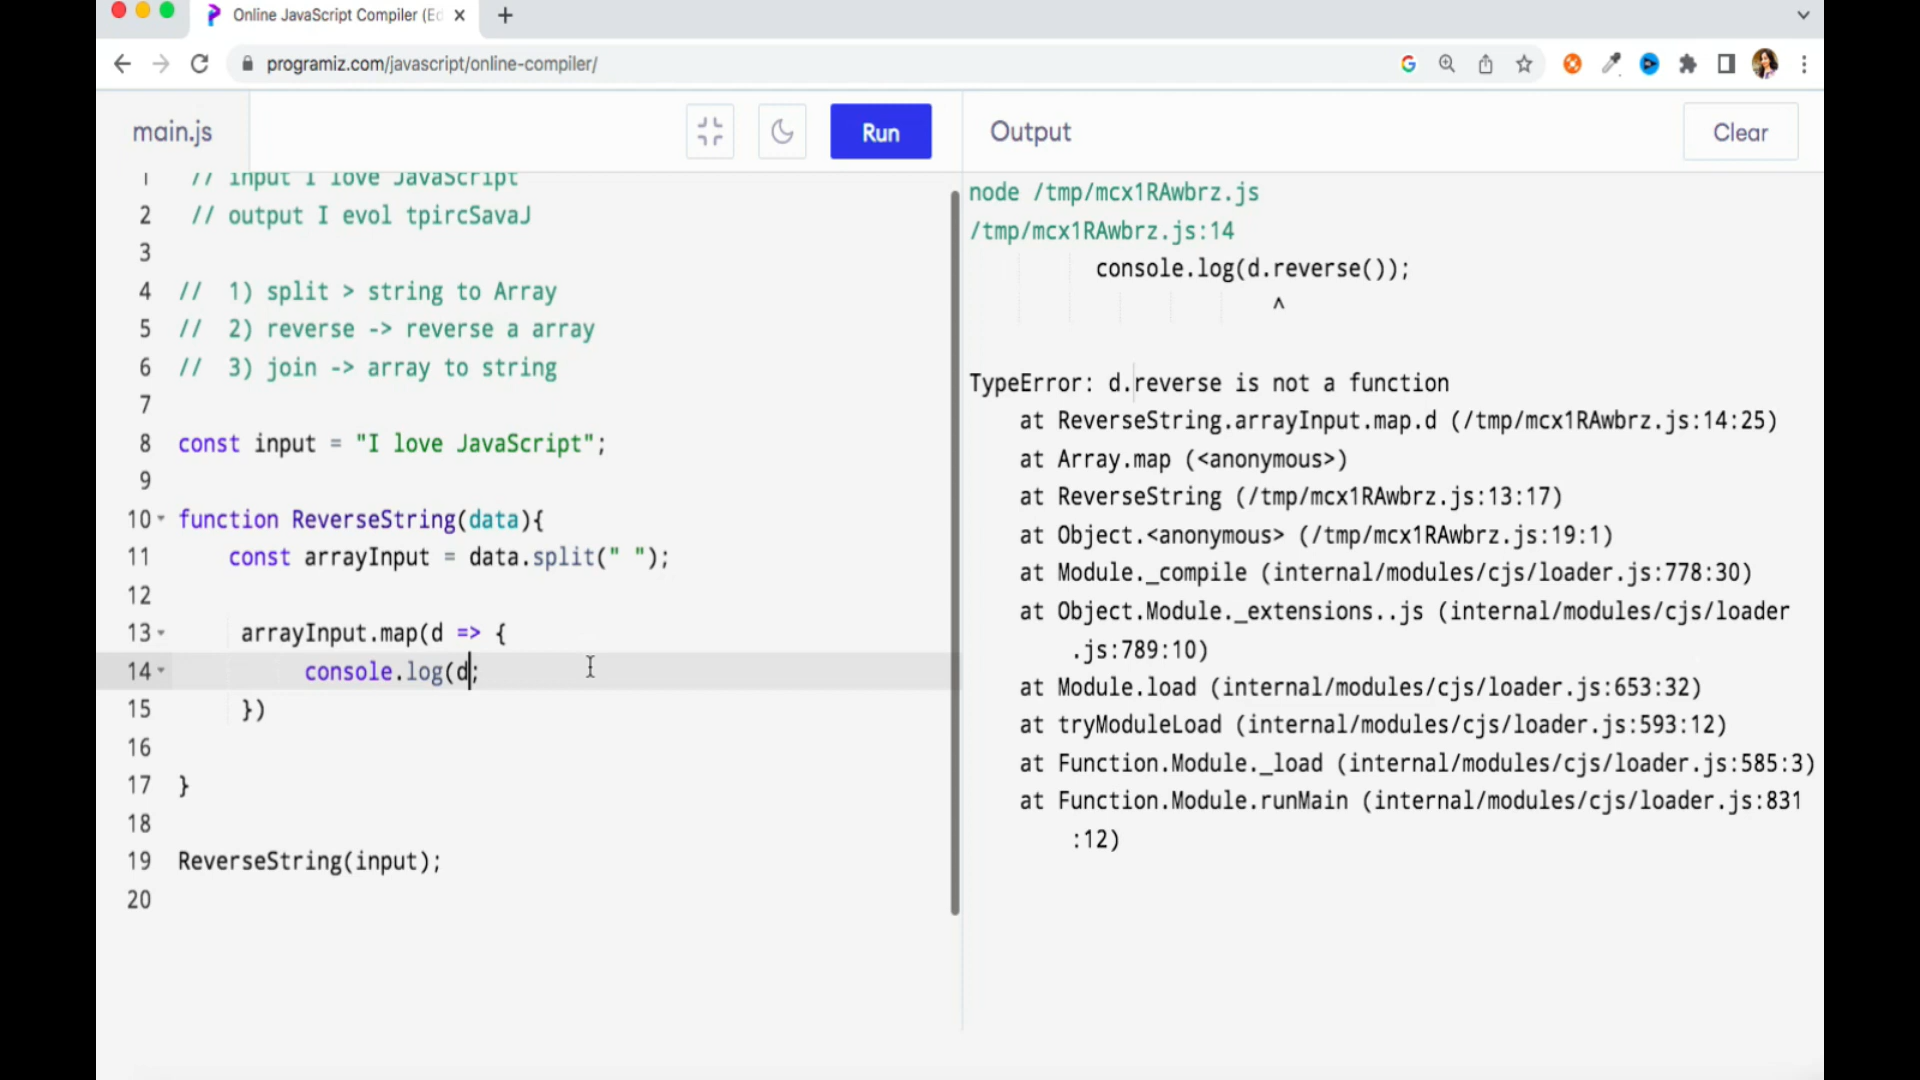 Online JavaScript Compiler (Ed
programiz.com/javascript/online-compiler/
main.js
Run
Output
Clear
1 // input I love JavaScript
2 // output I evol tpircSavaJ
3
4 // 1) split > string to Array
5 // 2) reverse -> reverse a array
6 // 3) join -> array to string
7
8 const input = "I love JavaScript";
9
10 function ReverseString(data){
11 const arrayInput = data.split(" ");
12
13 arrayInput.map(d => {
14 console.log(d;
15 })
16
17 }
18
19 ReverseString(input);
20
node /tmp/mcx1RAwbrz.js
/tmp/mcx1RAwbrz.js:14
console.log(d.reverse());
^
TypeError: d.reverse is not a function
at ReverseString.arrayInput.map.d (/tmp/mcx1RAwbrz.js:14:25)
at Array.map (<anonymous>)
at ReverseString (/tmp/mcx1RAwbrz.js:13:17)
at Object.<anonymous> (/tmp/mcx1RAwbrz.js:19:1)
at Module._compile (internal/modules/cjs/loader.js:778:30)
at Object.Module._extensions..js (internal/modules/cjs/loader
.js:789:10)
at Module.load (internal/modules/cjs/loader.js:653:32)
at tryModuleLoad (internal/modules/cjs/loader.js:593:12)
at Function.Module._load (internal/modules/cjs/loader.js:585:3)
at Function.Module.runMain (internal/modules/cjs/loader.js:831
:12)